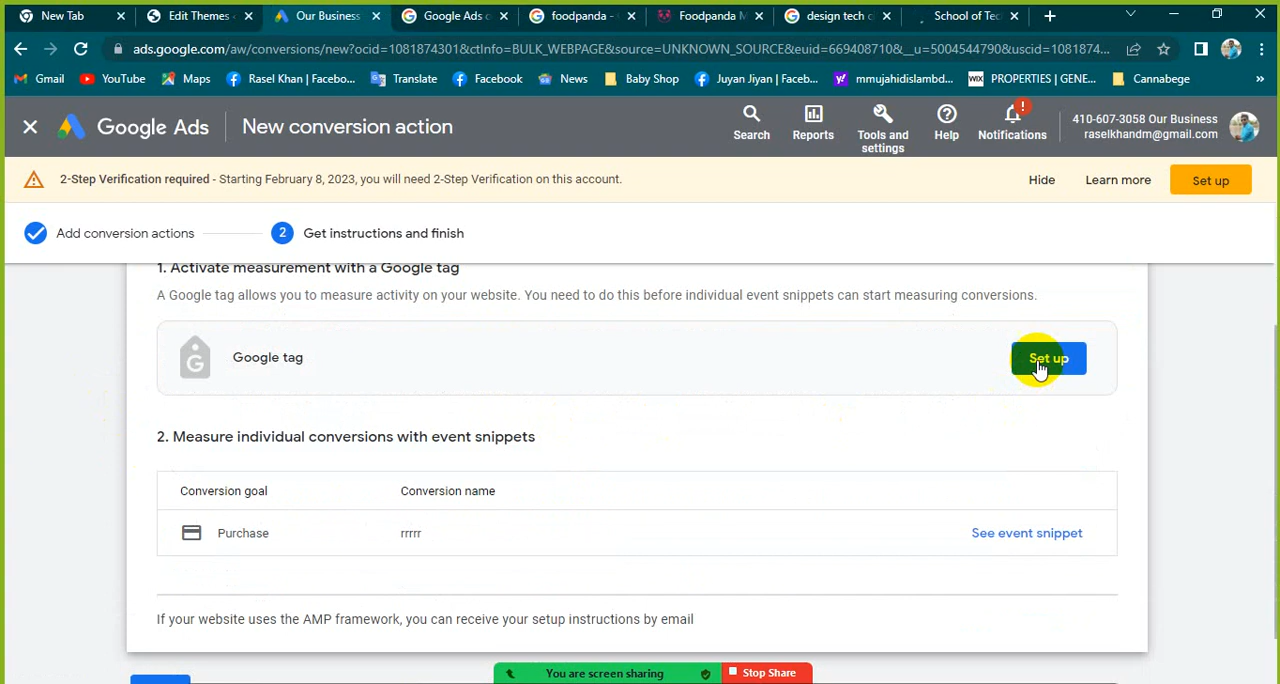 New Tab
Edit Themes
Our Business
Google Ads c
foodpanda -
Foodpanda M
design tech c
School of Tec
ads.google.com/aw/conversions/new?ocid=1081874301&ctInfo=BULK_WEBPAGE&source=UNKNOWN_SOURCE&euid=669408710&__u=5004544790&uscid=1081874...
Gmail
YouTube
Maps
Rasel Khan | Facebo...
Translate
Facebook
News
Baby Shop
Juyan Jiyan | Faceb...
mmujahidislambd...
WIX PROPERTIES | GENE...
Cannabege
»
Google Ads
New conversion action
Search
Reports
Tools and
settings
Help
Notifications
410-607-3058 Our Business
raselkhandm@gmail.com
2-Step Verification required - Starting February 8, 2023, you will need 2-Step Verification on this account.
Hide
Learn more
Set up
Add conversion actions
2
Get instructions and finish
1. Activate measurement with a Google tag
A Google tag allows you to measure activity on your website. You need to do this before individual event snippets can start measuring conversions.
G
Google tag
Set up
2. Measure individual conversions with event snippets
Conversion goal
Conversion name
Purchase
rrrrr
See event snippet
If your website uses the AMP framework, you can receive your setup instructions by email
You are screen sharing
Stop Share